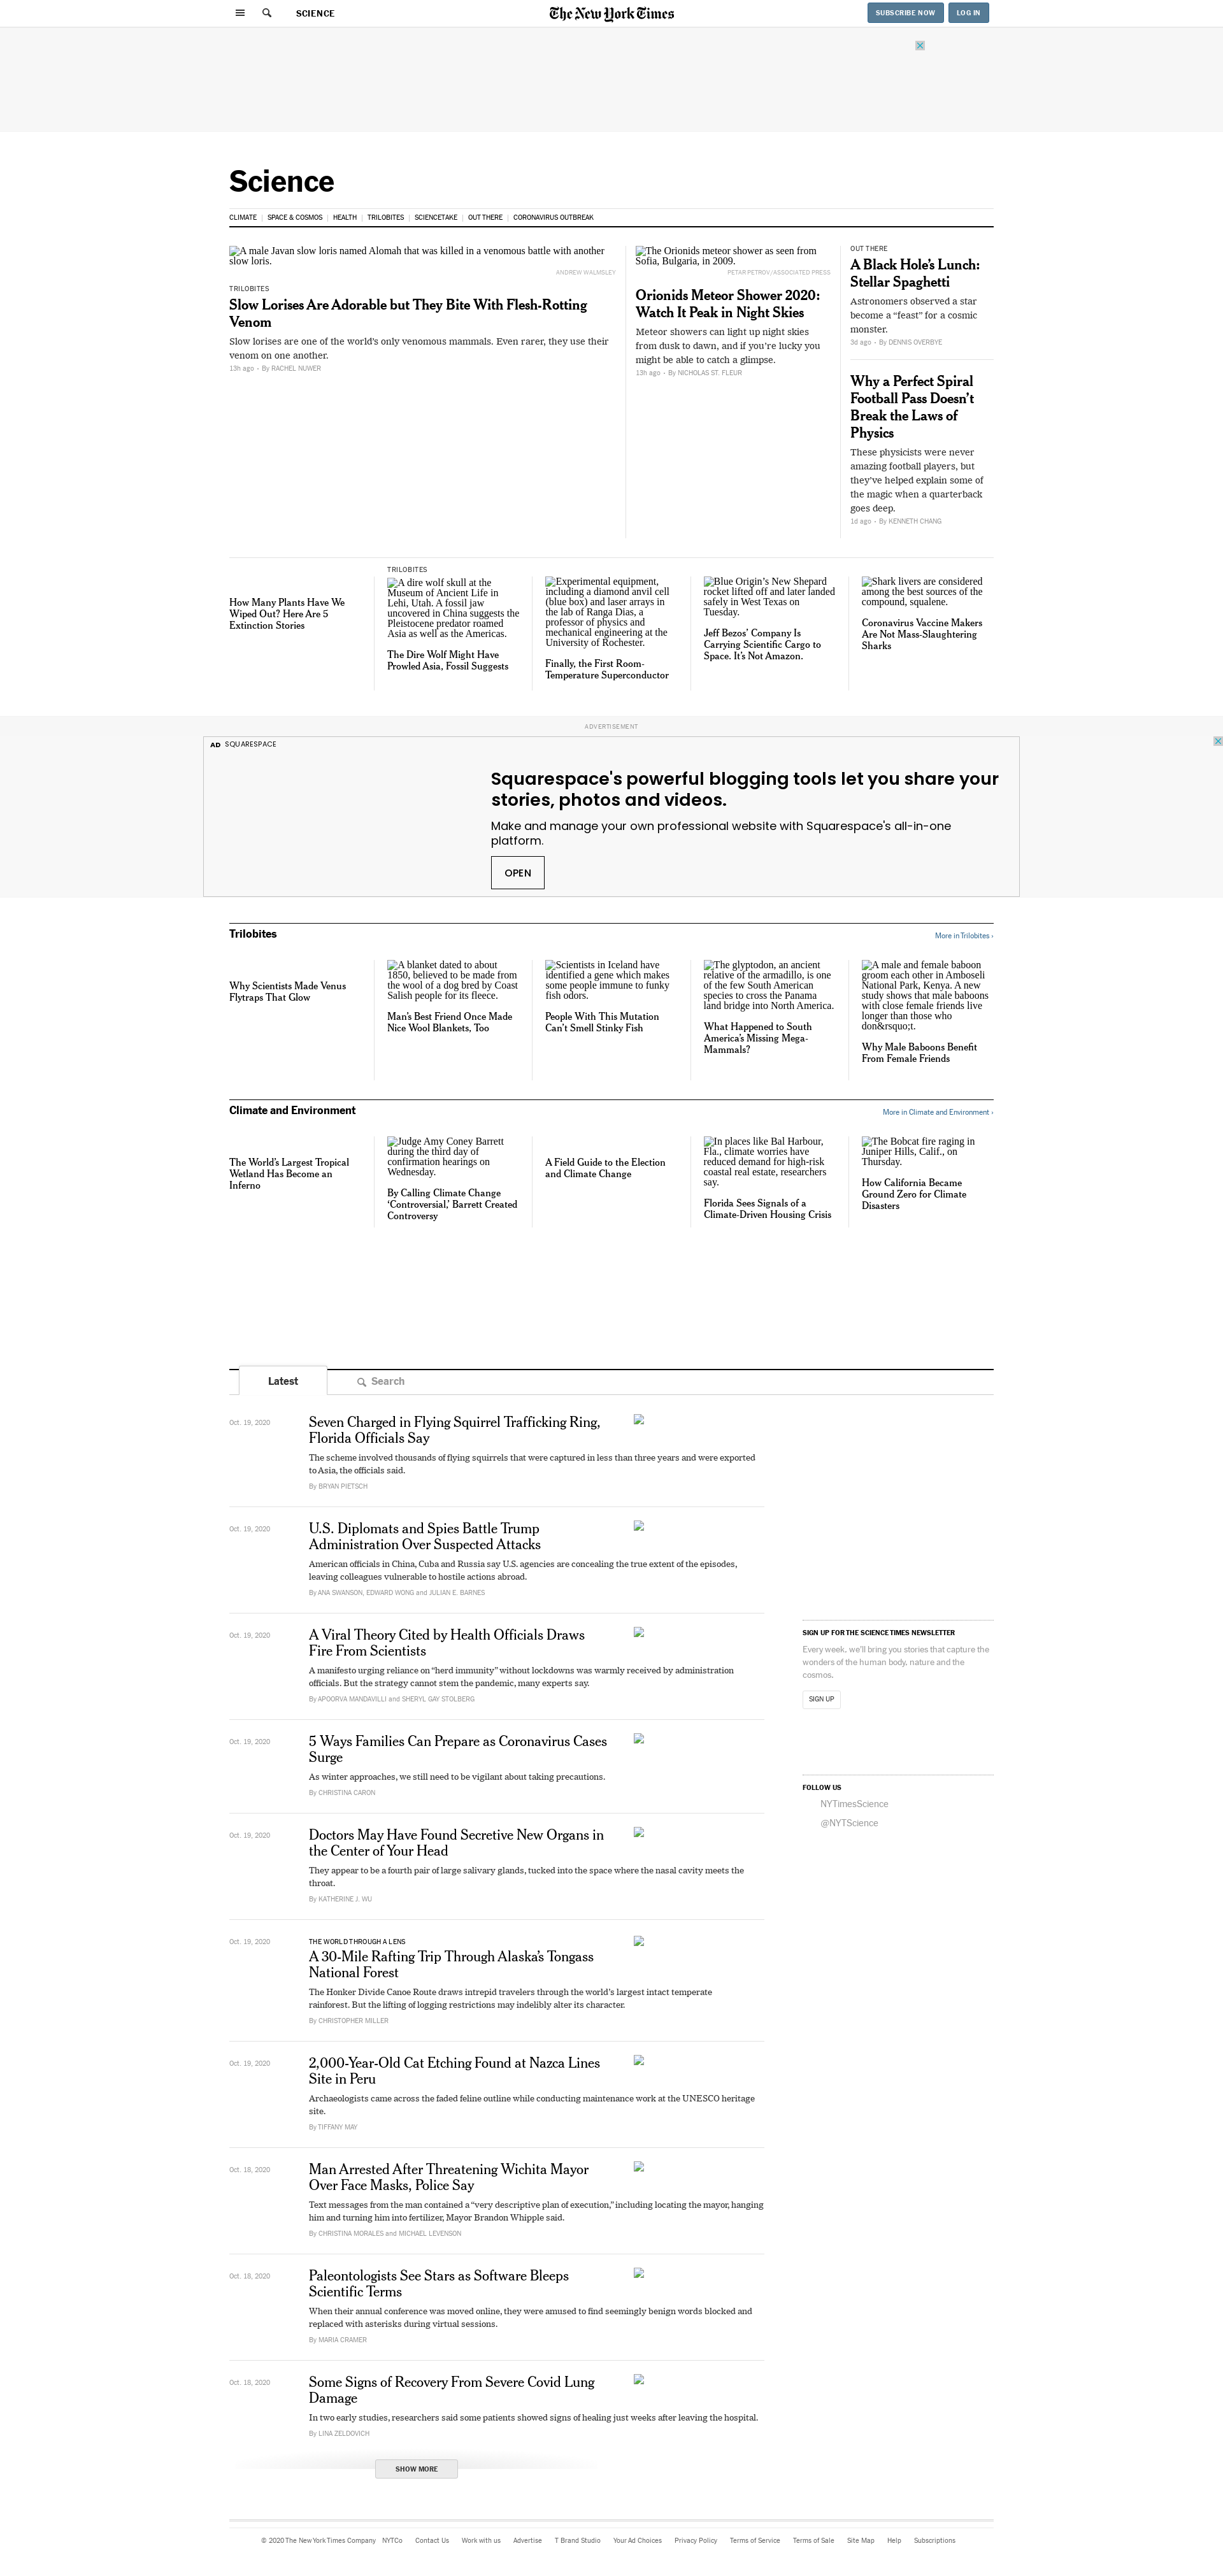 SCIENCE
The New York Times
SUBSCRIBE NOW
LOG IN
Science
CLIMATE | SPACE & COSMOS | HEALTH | TRILOBITES | SCIENCETAKE | OUT THERE | CORONAVIRUS OUTBREAK
A male Javan slow loris named Alomah that was killed in a venomous battle with another
slow loris.
ANDREW WALMSLEY
TRILOBITES
Slow Lorises Are Adorable but They Bite With Flesh-Rotting
Venom
Slow lorises are one of the world's only venomous mammals. Even rarer, they use their
venom on one another.
13h ago • By RACHEL NUWER
The Orionids meteor shower as seen from
Sofia, Bulgaria, in 2009.
PETAR PETROV/ASSOCIATED PRESS
Orionids Meteor Shower 2020:
Watch It Peak in Night Skies
Meteor showers can light up night skies
from dusk to dawn, and if you're lucky you
might be able to catch a glimpse.
13h ago • By NICHOLAS ST. FLEUR
OUT THERE
A Black Hole's Lunch:
Stellar Spaghetti
Astronomers observed a star
become a “feast” for a cosmic
monster.
3d ago • By DENNIS OVERBYE
Why a Perfect Spiral
Football Pass Doesn't
Break the Laws of
Physics
These physicists were never
amazing football players, but
they've helped explain some of
the magic when a quarterback
goes deep.
1d ago • By KENNETH CHANG
How Many Plants Have We
Wiped Out? Here Are 5
Extinction Stories
TRILOBITES
A dire wolf skull at the
Museum of Ancient Life in
Lehi, Utah. A fossil jaw
uncovered in China suggests the
Pleistocene predator roamed
Asia as well as the Americas.
The Dire Wolf Might Have
Prowled Asia, Fossil Suggests
Experimental equipment,
including a diamond anvil cell
(blue box) and laser arrays in
the lab of Ranga Dias, a
professor of physics and
mechanical engineering at the
University of Rochester.
Finally, the First Room-
Temperature Superconductor
Blue Origin's New Shepard
rocket lifted off and later landed
safely in West Texas on
Tuesday.
Jeff Bezos' Company Is
Carrying Scientific Cargo to
Space. It's Not Amazon.
Shark livers are considered
among the best sources of the
compound, squalene.
Coronavirus Vaccine Makers
Are Not Mass-Slaughtering
Sharks
ADVERTISEMENT
AD SQUARESPACE
Squarespace's powerful blogging tools let you share your
stories, photos and videos.
Make and manage your own professional website with Squarespace's all-in-one
platform.
OPEN
Trilobites
More in Trilobites ›
Why Scientists Made Venus
Flytraps That Glow
A blanket dated to about
1850, believed to be made from
the wool of a dog bred by Coast
Salish people for its fleece.
Man's Best Friend Once Made
Nice Wool Blankets, Too
Scientists in Iceland have
identified a gene which makes
some people immune to funky
fish odors.
People With This Mutation
Can't Smell Stinky Fish
The glyptodon, an ancient
relative of the armadillo, is one
of the few South American
species to cross the Panama
land bridge into North America.
What Happened to South
America's Missing Mega-
Mammals?
A male and female baboon
groom each other in Amboseli
National Park, Kenya. A new
study shows that male baboons
with close female friends live
longer than those who
don&rsquo;t.
Why Male Baboons Benefit
From Female Friends
Climate and Environment
More in Climate and Environment ›
The World's Largest Tropical
Wetland Has Become an
Inferno
Judge Amy Coney Barrett
during the third day of
confirmation hearings on
Wednesday.
By Calling Climate Change
‘Controversial,’ Barrett Created
Controversy
A Field Guide to the Election
and Climate Change
In places like Bal Harbour,
Fla., climate worries have
reduced demand for high-risk
coastal real estate, researchers
say.
Florida Sees Signals of a
Climate-Driven Housing Crisis
The Bobcat fire raging in
Juniper Hills, Calif., on
Thursday.
How California Became
Ground Zero for Climate
Disasters
Latest
Search
Oct. 19, 2020
Seven Charged in Flying Squirrel Trafficking Ring,
Florida Officials Say
The scheme involved thousands of flying squirrels that were captured in less than three years and were exported
to Asia, the officials said.
By BRYAN PIETSCH
Oct. 19, 2020
U.S. Diplomats and Spies Battle Trump
Administration Over Suspected Attacks
American officials in China, Cuba and Russia say U.S. agencies are concealing the true extent of the episodes,
leaving colleagues vulnerable to hostile actions abroad.
By ANA SWANSON, EDWARD WONG and JULIAN E. BARNES
Oct. 19, 2020
A Viral Theory Cited by Health Officials Draws
Fire From Scientists
A manifesto urging reliance on “herd immunity” without lockdowns was warmly received by administration
officials. But the strategy cannot stem the pandemic, many experts say.
By APOORVA MANDAVILLI and SHERYL GAY STOLBERG
Oct. 19, 2020
5 Ways Families Can Prepare as Coronavirus Cases
Surge
As winter approaches, we still need to be vigilant about taking precautions.
By CHRISTINA CARON
Oct. 19, 2020
Doctors May Have Found Secretive New Organs in
the Center of Your Head
They appear to be a fourth pair of large salivary glands, tucked into the space where the nasal cavity meets the
throat.
By KATHERINE J. WU
Oct. 19, 2020
THE WORLD THROUGH A LENS
A 30-Mile Rafting Trip Through Alaska's Tongass
National Forest
The Honker Divide Canoe Route draws intrepid travelers through the world's largest intact temperate
rainforest. But the lifting of logging restrictions may indelibly alter its character.
By CHRISTOPHER MILLER
Oct. 19, 2020
2,000-Year-Old Cat Etching Found at Nazca Lines
Site in Peru
Archaeologists came across the faded feline outline while conducting maintenance work at the UNESCO heritage
site.
By TIFFANY MAY
Oct. 18, 2020
Man Arrested After Threatening Wichita Mayor
Over Face Masks, Police Say
Text messages from the man contained a “very descriptive plan of execution,” including locating the mayor, hanging
him and turning him into fertilizer, Mayor Brandon Whipple said.
By CHRISTINA MORALES and MICHAEL LEVENSON
Oct. 18, 2020
Paleontologists See Stars as Software Bleeps
Scientific Terms
When their annual conference was moved online, they were amused to find seemingly benign words blocked and
replaced with asterisks during virtual sessions.
By MARIA CRAMER
Oct. 18, 2020
Some Signs of Recovery From Severe Covid Lung
Damage
In two early studies, researchers said some patients showed signs of healing just weeks after leaving the hospital.
By LINA ZELDOVICH
SHOW MORE
SIGN UP FOR THE SCIENCE TIMES NEWSLETTER
Every week, we'll bring you stories that capture the
wonders of the human body, nature and the
cosmos.
SIGN UP
FOLLOW US
NYTimesScience
@NYTScience
© 2020 The New York Times Company NYTCo Contact Us Work with us Advertise T Brand Studio Your Ad Choices Privacy Policy Terms of Service Terms of Sale Site Map Help Subscriptions